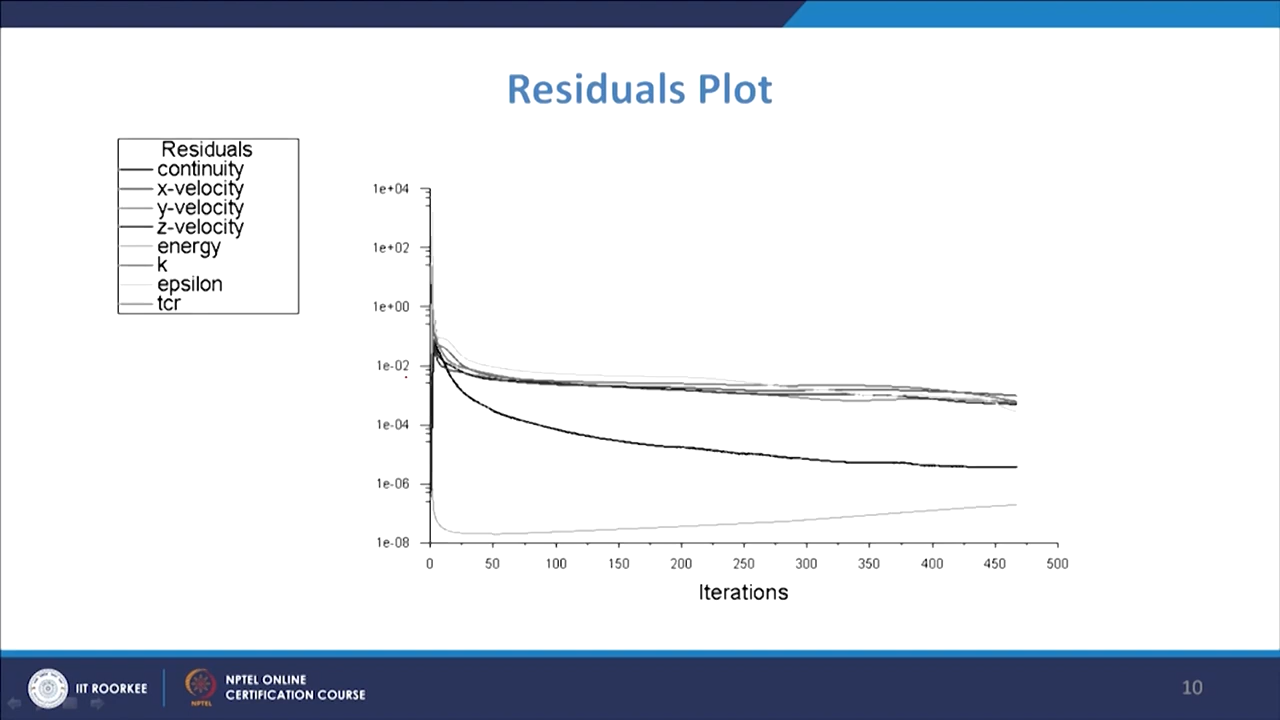 Residuals Plot
Residuals
continuity
x-velocity
y-velocity
z-velocity
energy
k
epsilon
tcr
1e+04
1e+02
1e+00
1e-02
1e-04
1e-06
1e-08
0 50 100 150 200 250 300 350 400 450 500
Iterations
IIT ROORKEE
NPTEL
NPTEL ONLINE
CERTIFICATION COURSE
10